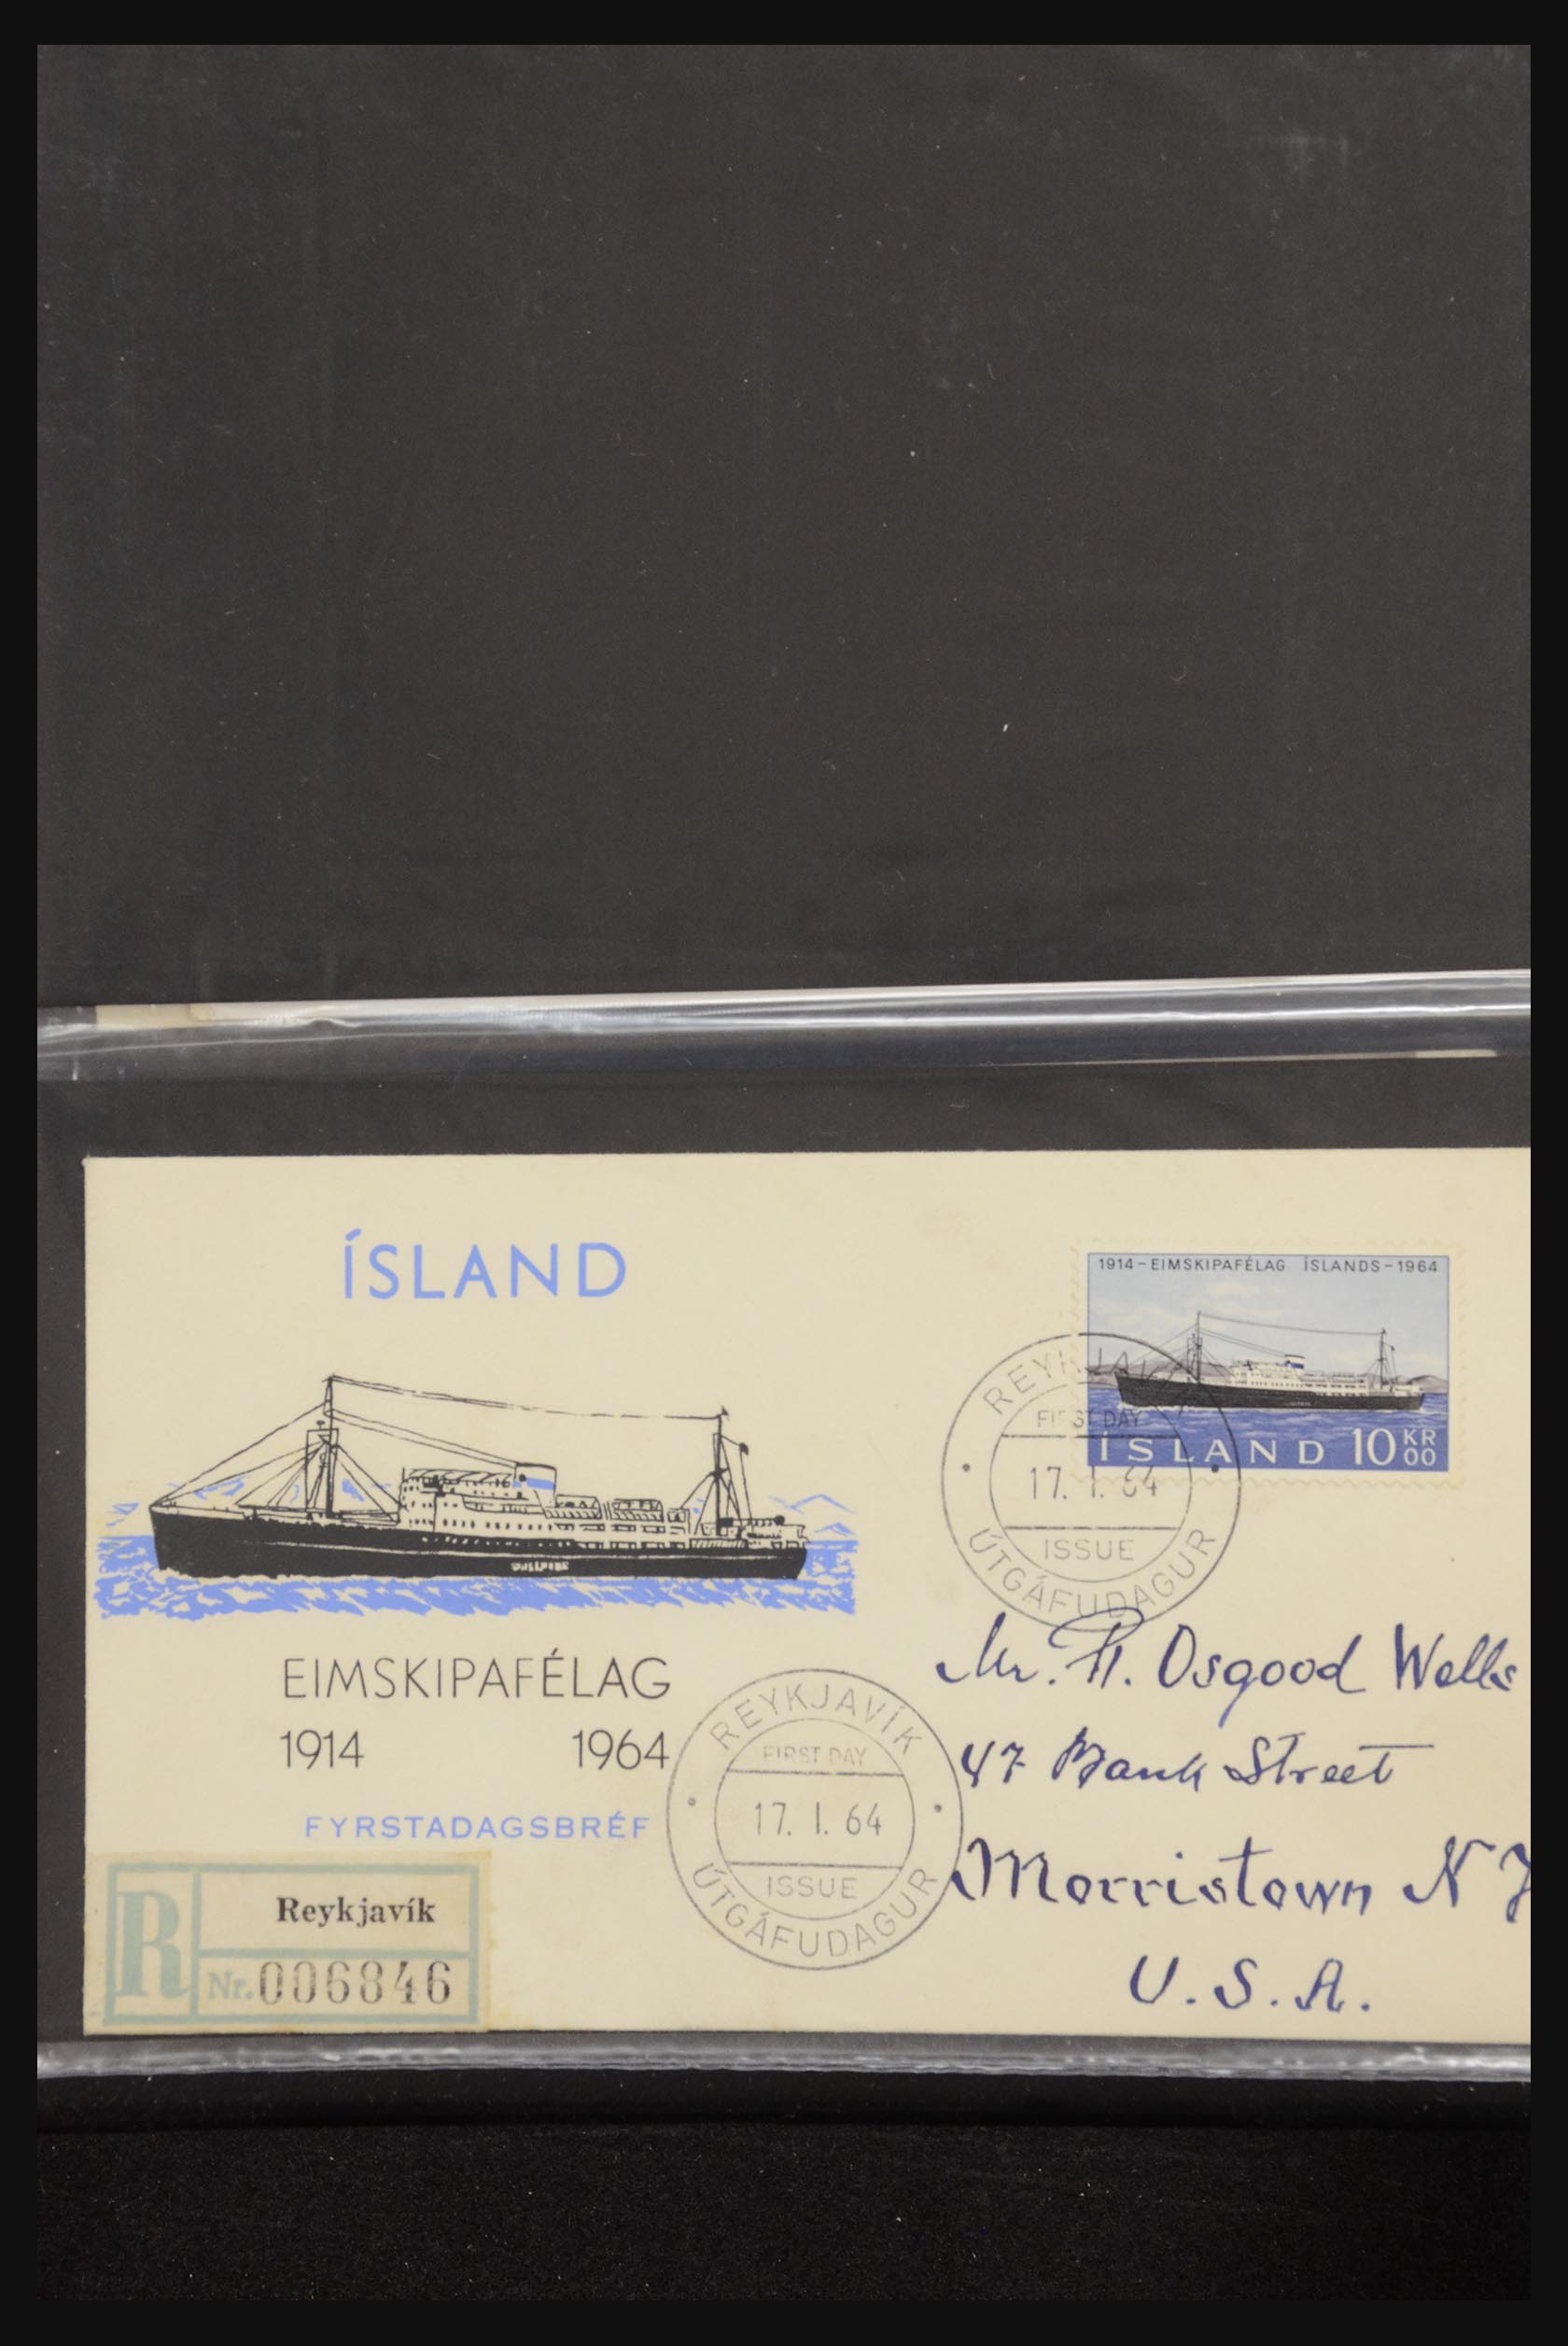 ÍSLAND
1914-EIMSKIPAFÉLAG ÍSLANDS-1964
ÍSLAND 10 KR 00
REYKJAVÍK
FIRST DAY
17. I. 64
ISSUE
ÚTGÁFUDAGUR
EIMSKIPAFÉLAG
1914 1964
FYRSTADAGSBRÉF
REYKJAVÍK
FIRST DAY
17. I. 64
ISSUE
ÚTGÁFUDAGUR
Mr. H. Osgood Wells
47 Bank Street
Morristown N J
U.S.A.
R
Reykjavík
Nr. 006846